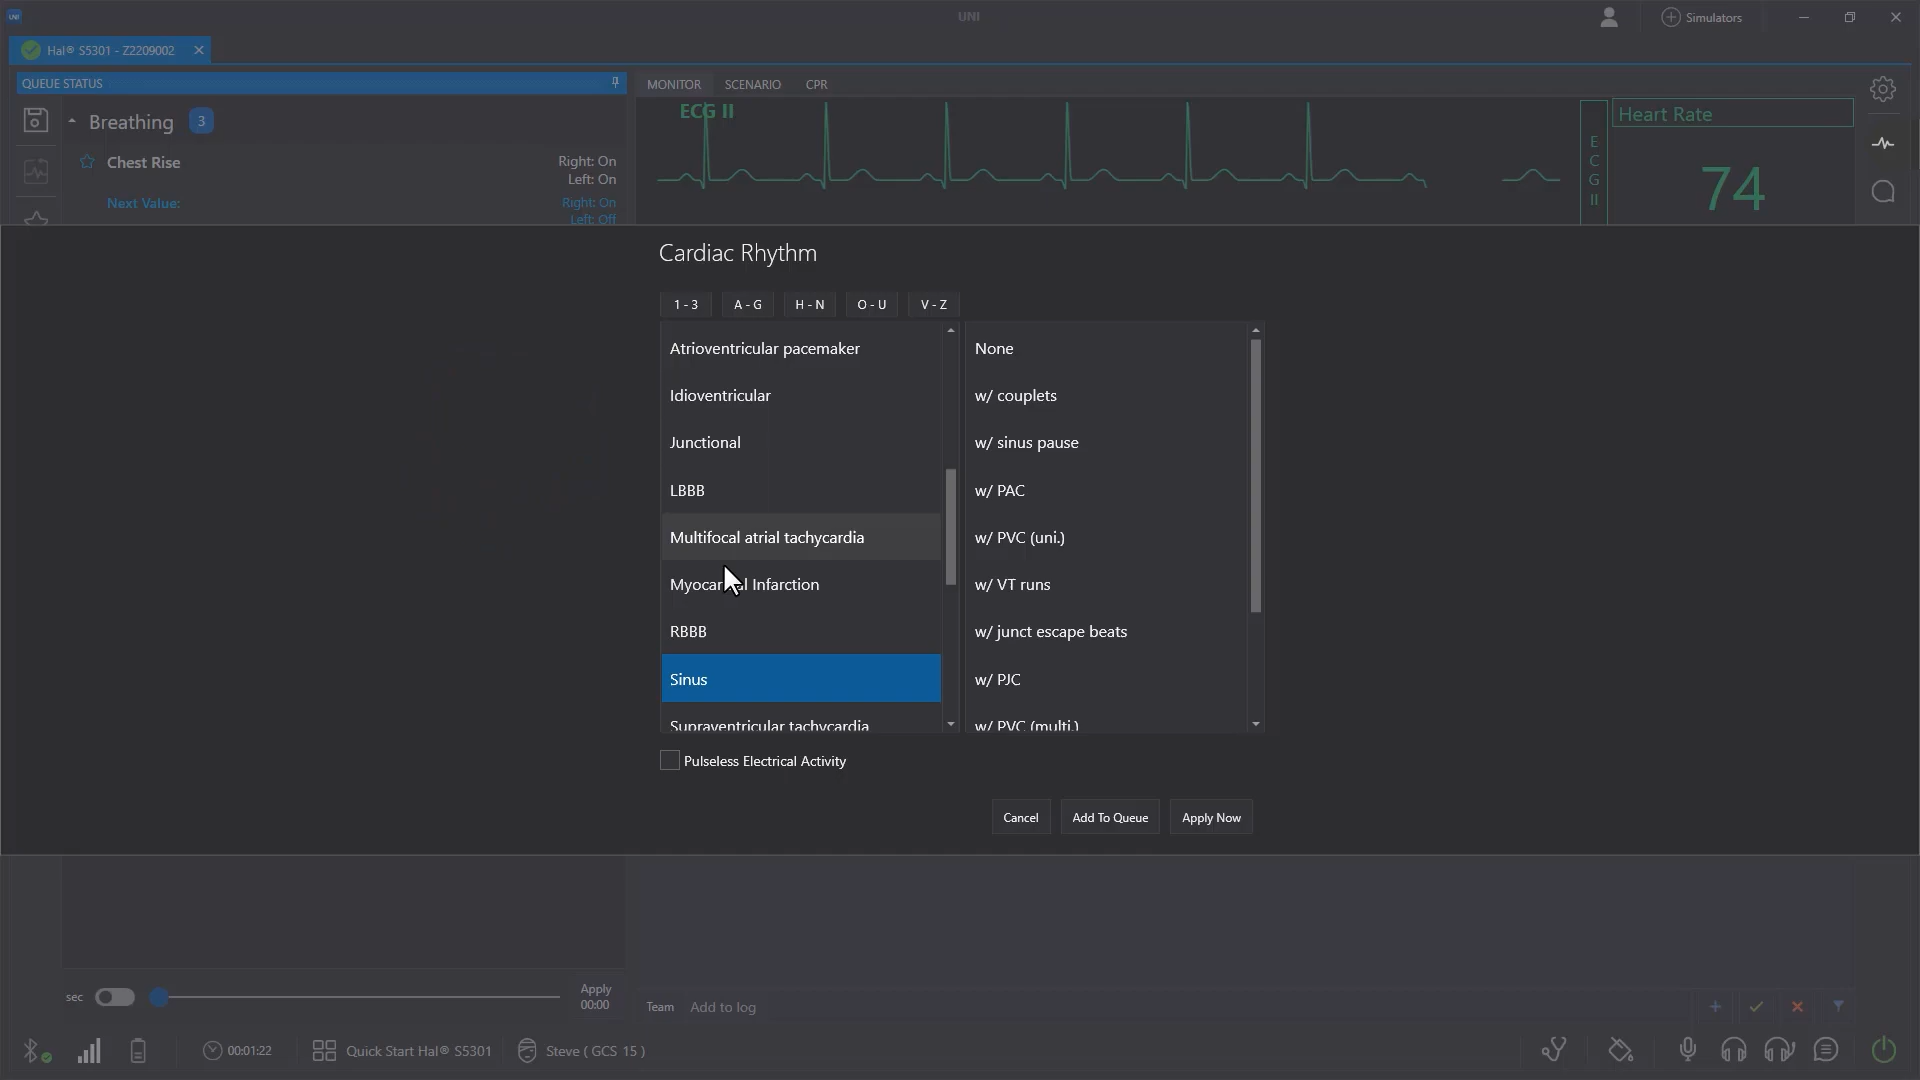 UNI
UNI
Simulators
Hal® S5301 - Z2209002
QUEUE STATUS
MONITOR
SCENARIO
CPR
Breathing
3
Chest Rise
Right: On
Left: On
Next Value:
Right: On
Left: Off
ECG II
ECG II
Heart Rate
74
Cardiac Rhythm
1 - 3
A - G
H - N
O - U
V - Z
Atrioventricular pacemaker
Idioventricular
Junctional
LBBB
Multifocal atrial tachycardia
Myocardial Infarction
RBBB
Sinus
Supraventricular tachycardia
None
w/ couplets
w/ sinus pause
w/ PAC
w/ PVC (uni.)
w/ VT runs
w/ junct escape beats
w/ PJC
w/ PVC (multi.)
Pulseless Electrical Activity
Cancel
Add To Queue
Apply Now
sec
Apply
00:00
Team
Add to log
00:01:22
Quick Start Hal® S5301
Steve ( GCS 15 )